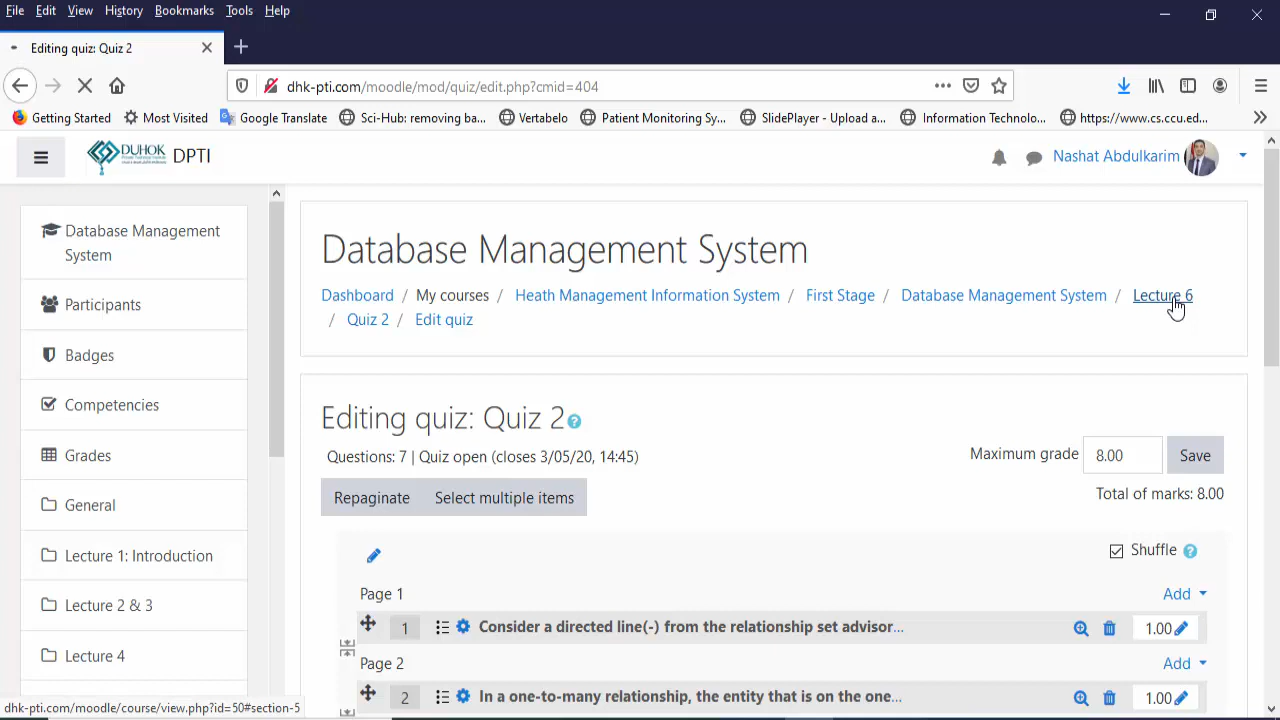 File Edit View History Bookmarks Tools Help
Editing quiz: Quiz 2
dhk-pti.com/moodle/mod/quiz/edit.php?cmid=404
Getting Started Most Visited Google Translate Sci-Hub: removing ba... Vertabelo Patient Monitoring Sy... SlidePlayer - Upload a... Information Technolo... https://www.cs.ccu.ed...
DUHOK DPTI Nashat Abdulkarim
Database Management System
Participants
Badges
Competencies
Grades
General
Lecture 1: Introduction
Lecture 2 & 3
Lecture 4
Database Management System
Dashboard / My courses / Heath Management Information System / First Stage / Database Management System / Lecture 6
/ Quiz 2 / Edit quiz
Editing quiz: Quiz 2
Questions: 7 | Quiz open (closes 3/05/20, 14:45)
Maximum grade 8.00 Save
Repaginate Select multiple items
Total of marks: 8.00
Shuffle
Page 1 Add
1 Consider a directed line(-) from the relationship set advisor... 1.00
Page 2 Add
2 In a one-to-many relationship, the entity that is on the one... 1.00
dhk-pti.com/moodle/course/view.php?id=50#section-5